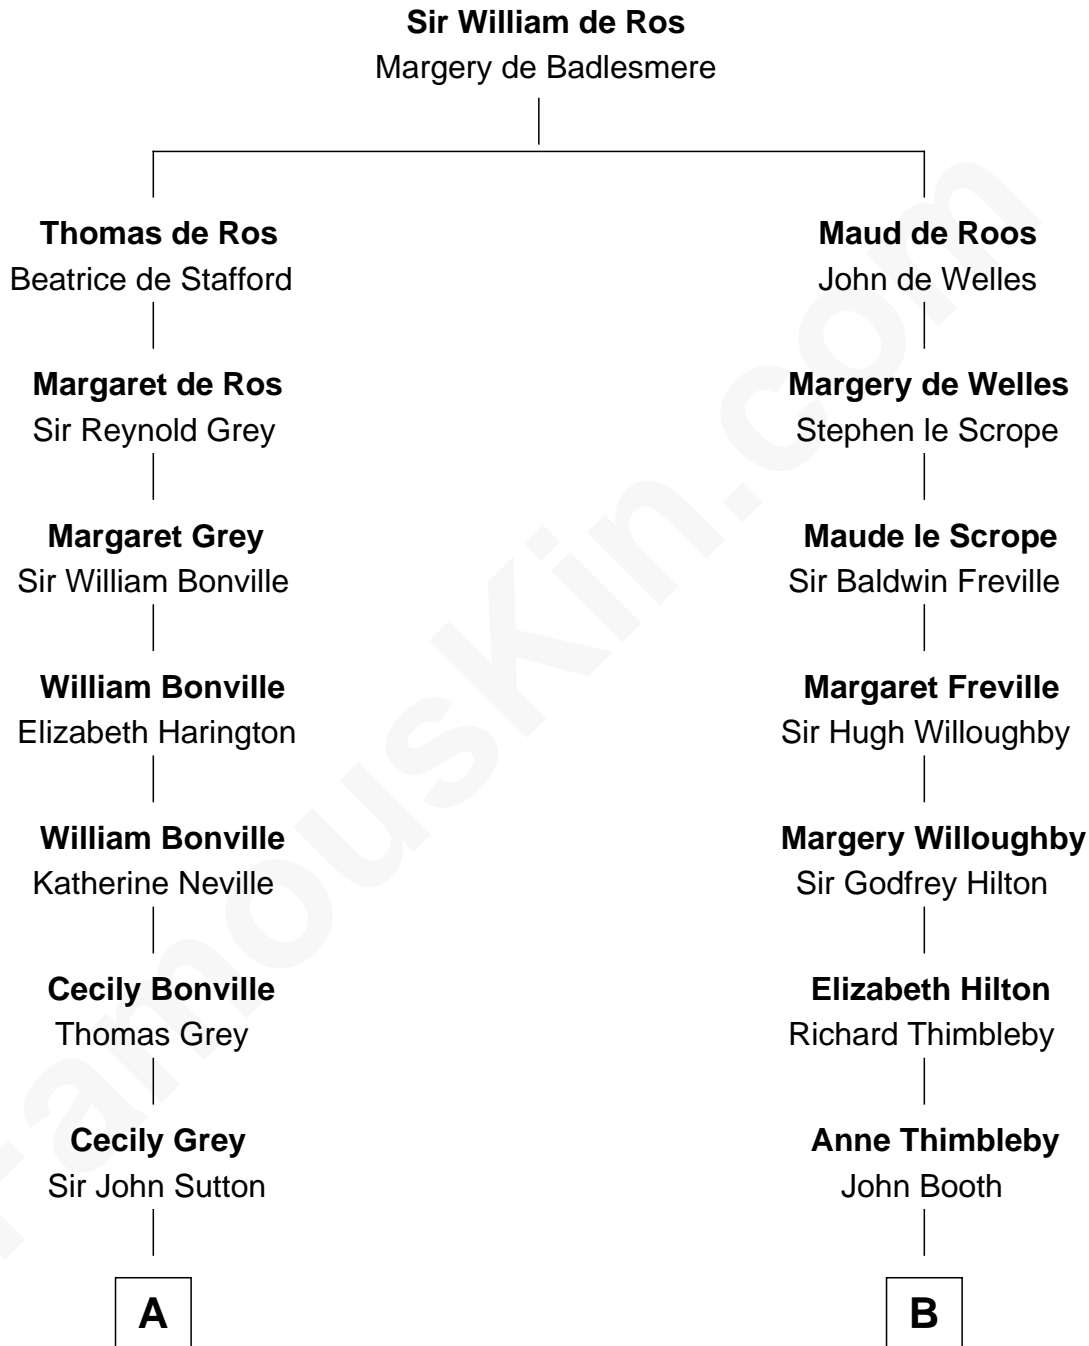 Sir William de Ros
Margery de Badlesmere
Thomas de Ros
Beatrice de Stafford
Maud de Roos
John de Welles
Margaret de Ros
Sir Reynold Grey
Margery de Welles
Stephen le Scrope
Margaret Grey
Sir William Bonville
Maude le Scrope
Sir Baldwin Freville
William Bonville
Elizabeth Harington
Margaret Freville
Sir Hugh Willoughby
William Bonville
Katherine Neville
Margery Willoughby
Sir Godfrey Hilton
Cecily Bonville
Thomas Grey
Elizabeth Hilton
Richard Thimbleby
Cecily Grey
Sir John Sutton
Anne Thimbleby
John Booth
A
B
FamousKin.com